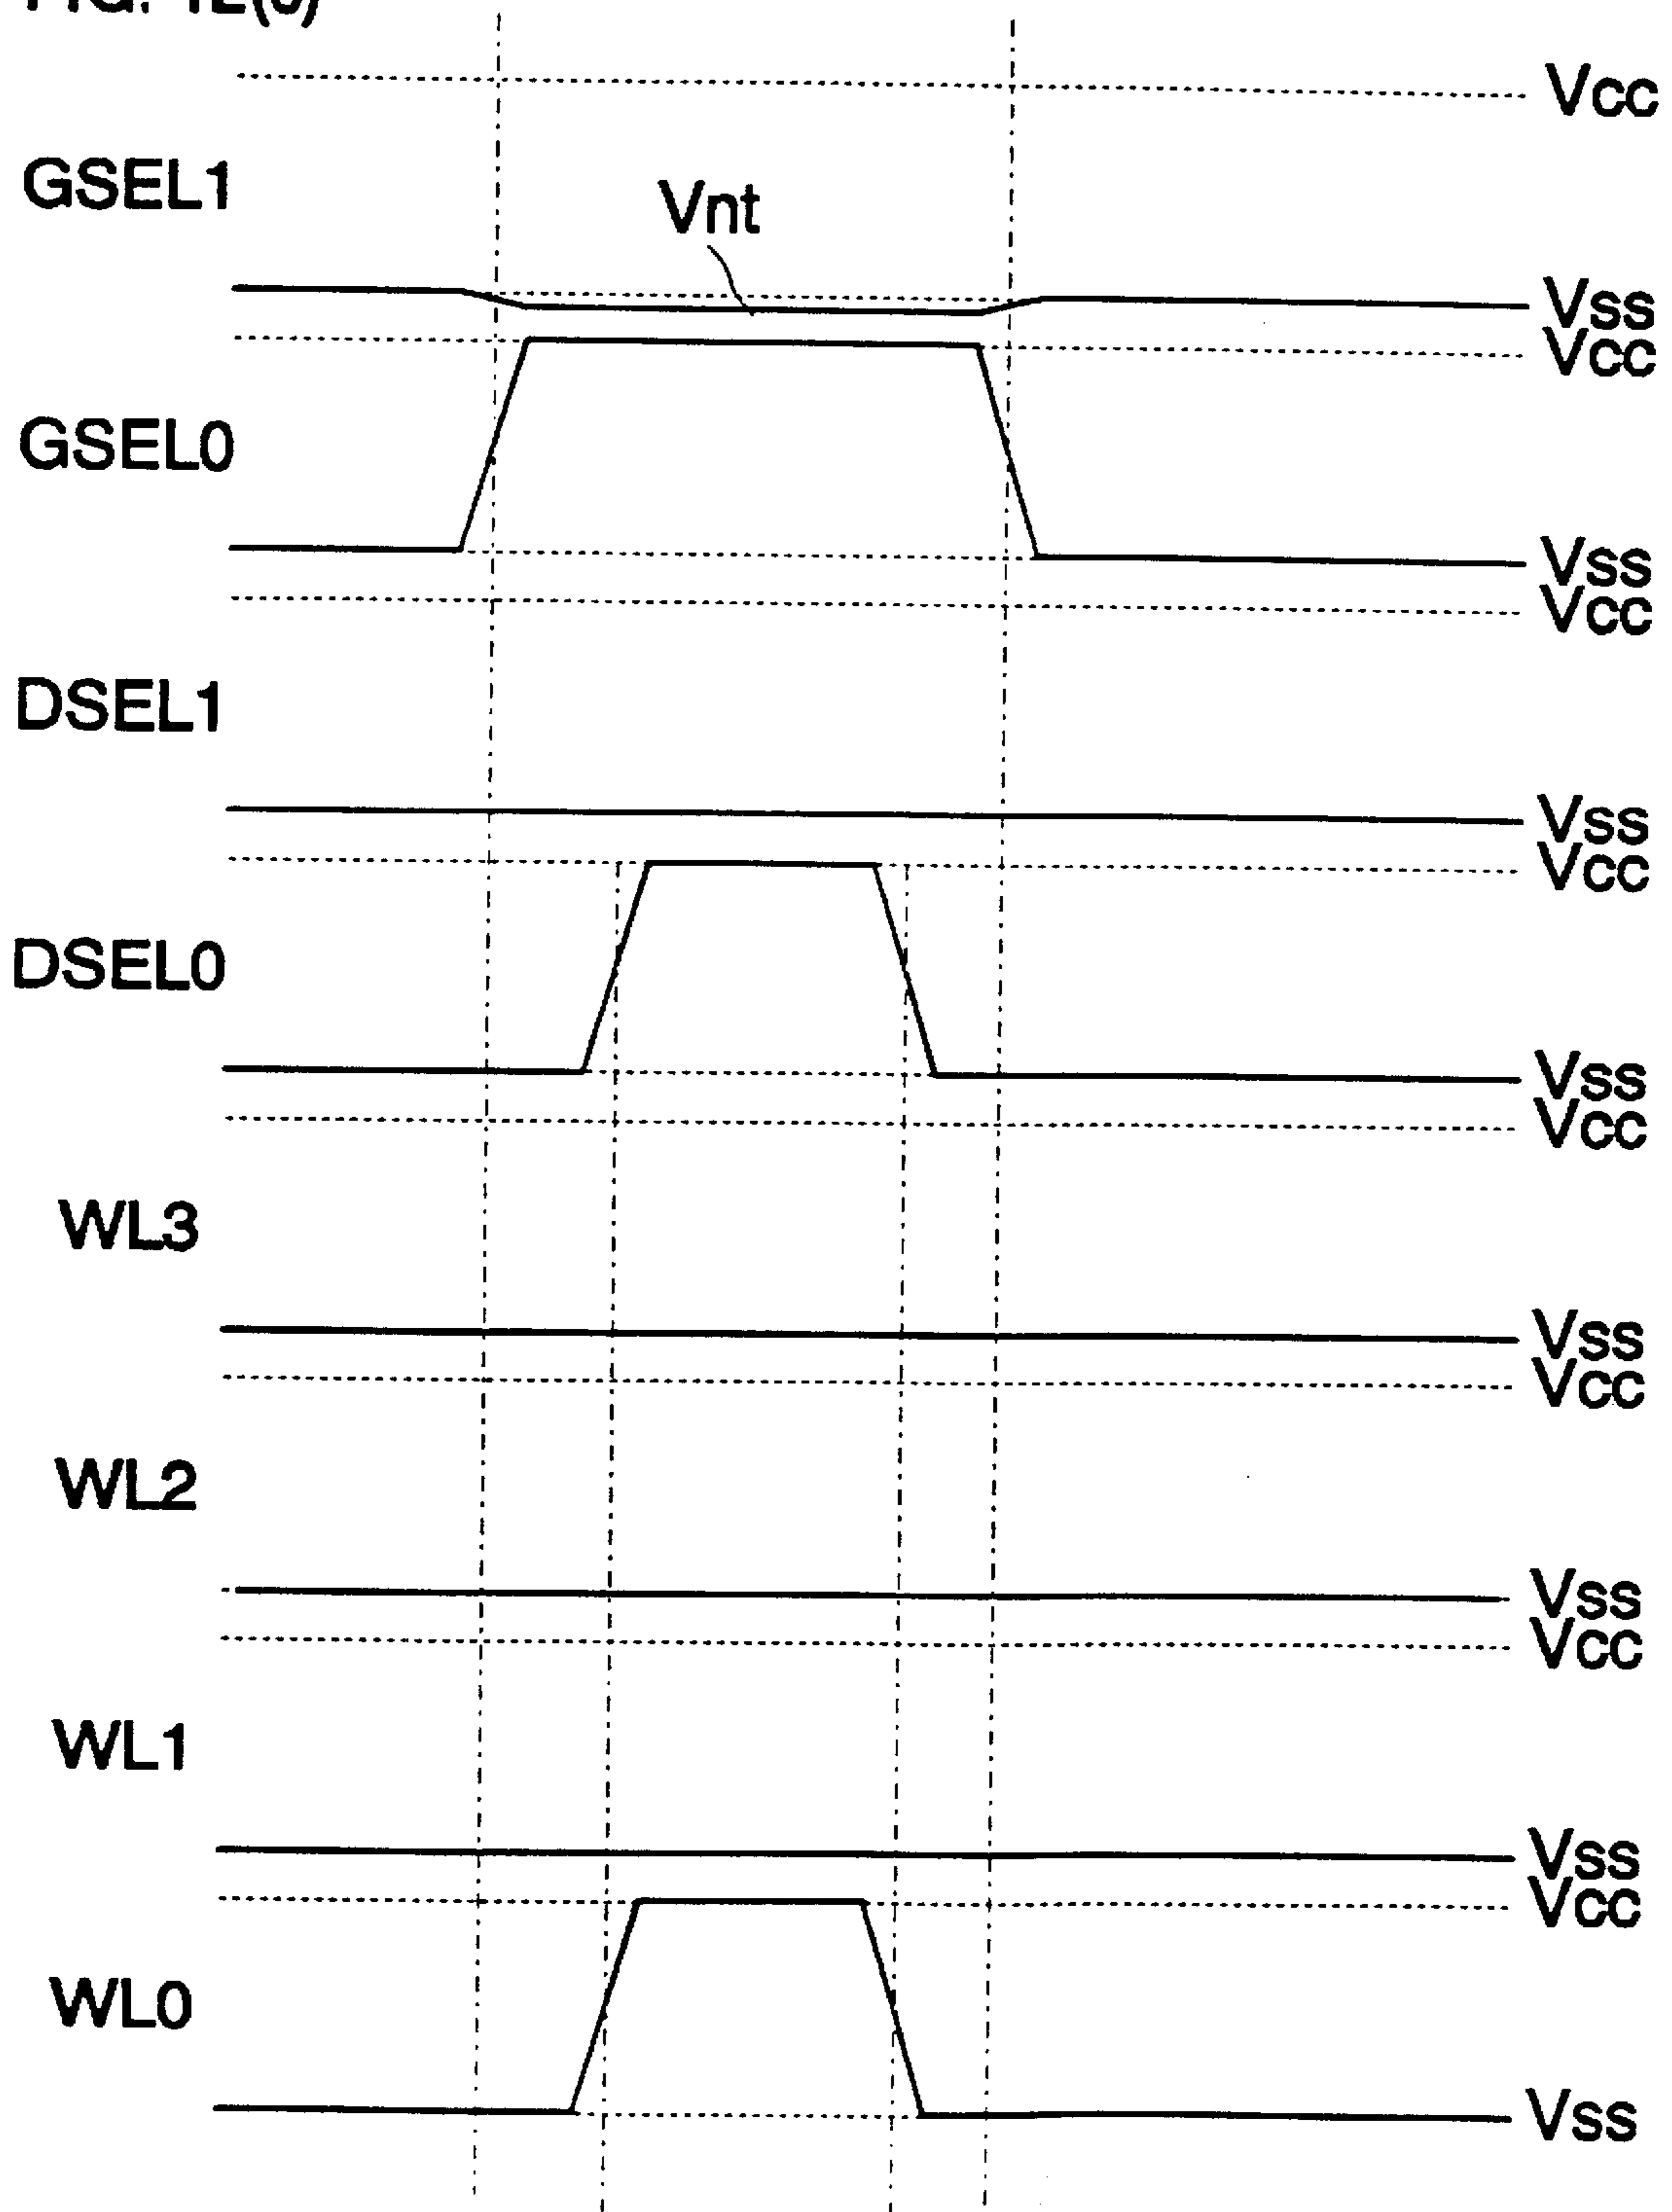 Vcc
GSEL1
Vnt
Vss
Vcc
GSEL0
Vss
Vcc
DSEL1
Vss
Vcc
DSEL0
Vss
Vcc
WL3
Vss
Vcc
WL2
Vss
Vcc
WL1
Vss
Vcc
WL0
Vss